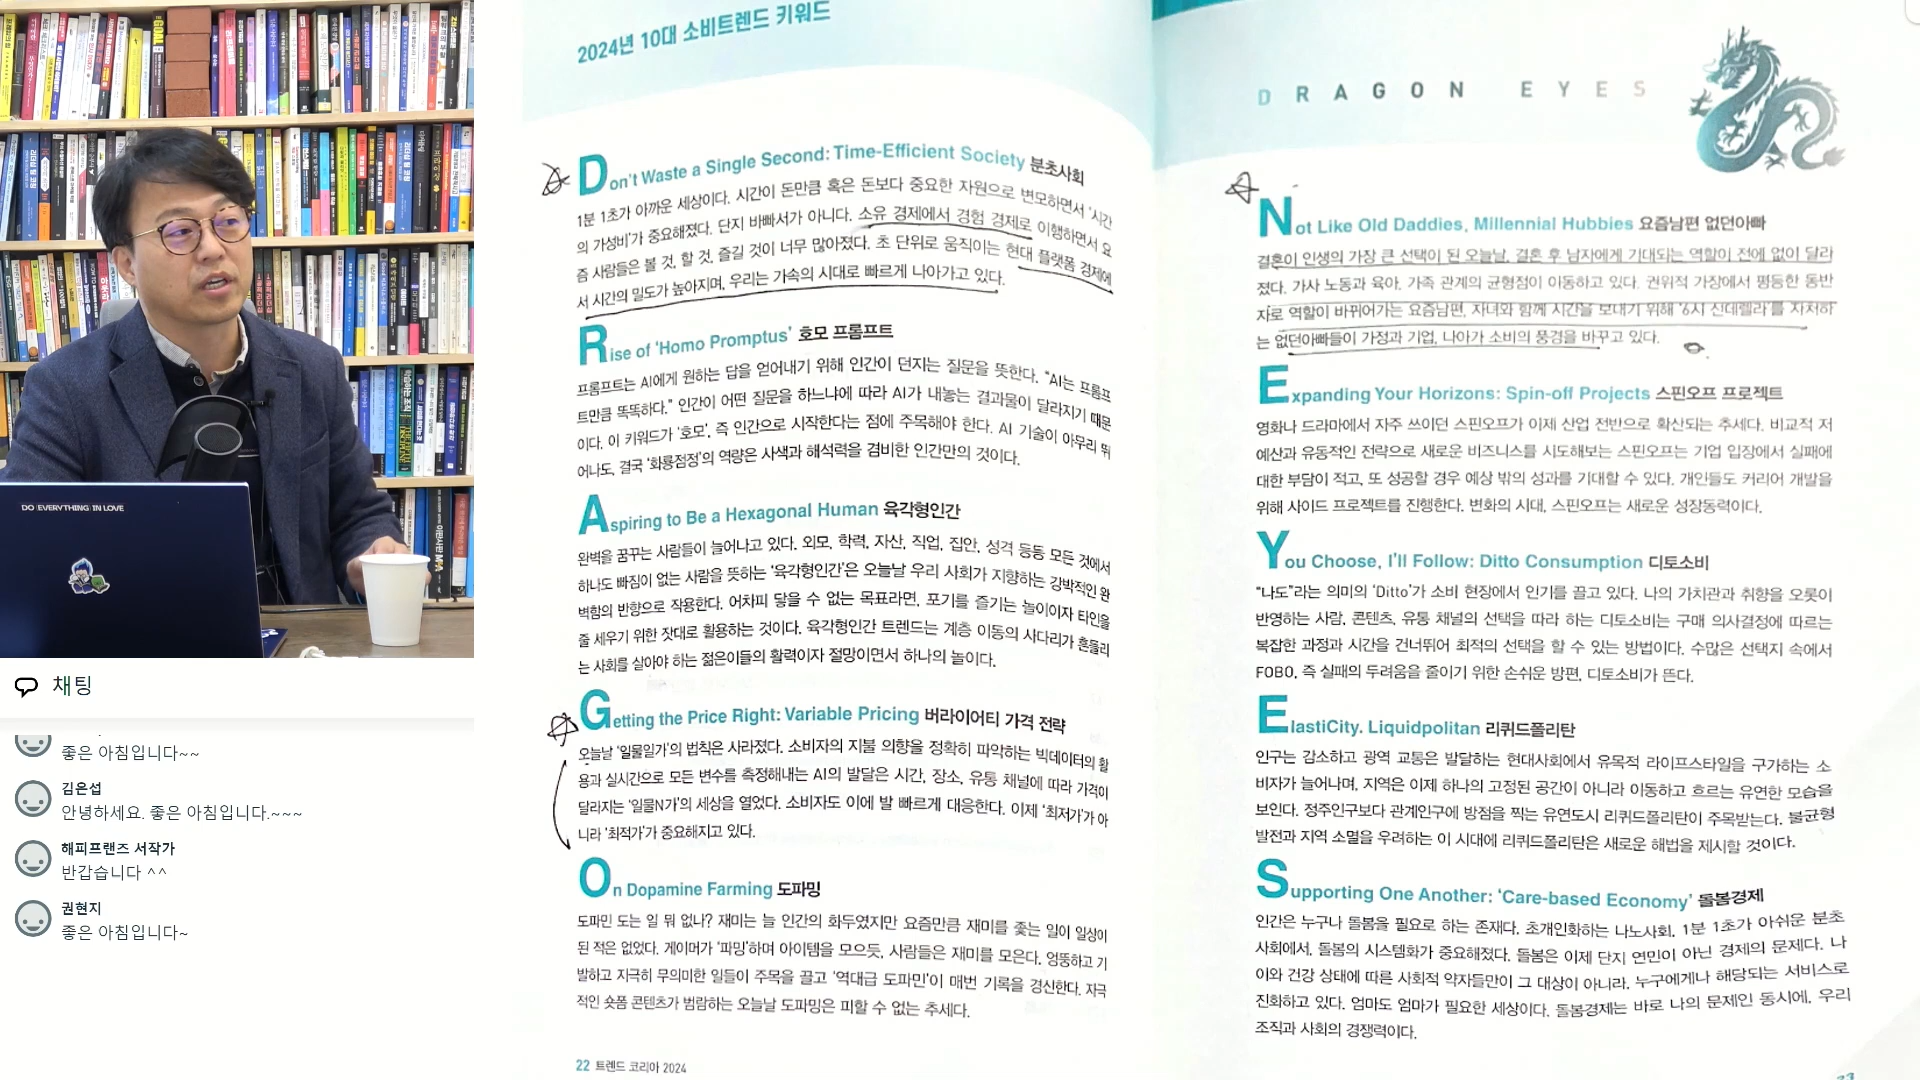 DO EVERYTHING IN LOVE
채팅
좋은 아침입니다~~
김은섭
안녕하세요. 좋은 아침입니다.~~~
해피프랜즈 서작가
반갑습니다 ^^
권현지
좋은 아침입니다~
2024년 10대 소비트렌드 키워드
Don't Waste a Single Second: Time-Efficient Society 분초사회
1분 1초가 아까운 세상이다. 시간이 돈만큼 혹은 돈보다 중요한 자원으로 변모하면서 '시간
의 가성비'가 중요해졌다. 단지 바빠서가 아니다. 소유 경제에서 경험 경제로 이행하면서 요
즘 사람들은 볼 것, 할 것, 즐길 것이 너무 많아졌다. 초 단위로 움직이는 현대 플랫폼 경제에
서 시간의 밀도가 높아지며, 우리는 가속의 시대로 빠르게 나아가고 있다.
Rise of 'Homo Promptus' 호모 프롬프트
프롬프트는 AI에게 원하는 답을 얻어내기 위해 인간이 던지는 질문을 뜻한다. "AI는 프롬프
트만큼 똑똑하다." 인간이 어떤 질문을 하느냐에 따라 AI가 내놓는 결과물이 달라지기 때문
이다. 이 키워드가 '호모', 즉 인간으로 시작한다는 점에 주목해야 한다. AI 기술이 아무리 뛰
어나도, 결국 '화룡점정'의 역량은 사색과 해석력을 겸비한 인간만의 것이다.
Aspiring to Be a Hexagonal Human 육각형인간
완벽을 꿈꾸는 사람들이 늘어나고 있다. 외모, 학력, 자산, 직업, 집안, 성격 등등 모든 것에서
하나도 빠짐이 없는 사람을 뜻하는 '육각형인간'은 오늘날 우리 사회가 지향하는 강박적인 완
벽함의 반향으로 작용한다. 어차피 닿을 수 없는 목표라면, 포기를 즐기는 놀이이자 타인을
줄 세우기 위한 잣대로 활용하는 것이다. 육각형인간 트렌드는 계층 이동의 사다리가 흔들리
는 사회를 살아야 하는 젊은이들의 활력이자 절망이면서 하나의 놀이다.
Getting the Price Right: Variable Pricing 버라이어티 가격 전략
오늘날 '일물일가'의 법칙은 사라졌다. 소비자의 지불 의향을 정확히 파악하는 빅데이터의 활
용과 실시간으로 모든 변수를 측정해내는 AI의 발달은 시간, 장소, 유통 채널에 따라 가격이
달라지는 '일물N가'의 세상을 열었다. 소비자도 이에 발 빠르게 대응한다. 이제 '최저가'가 아
니라 '최적가'가 중요해지고 있다.
On Dopamine Farming 도파밍
도파민 도는 일 뭐 없나? 재미는 늘 인간의 화두였지만 요즘만큼 재미를 좇는 일이 일상이
된 적은 없었다. 게이머가 '파밍'하며 아이템을 모으듯, 사람들은 재미를 모은다. 엉뚱하고 기
발하고 지극히 무의미한 일들이 주목을 끌고 '역대급 도파민'이 매번 기록을 경신한다. 자극
적인 숏폼 콘텐츠가 범람하는 오늘날 도파밍은 피할 수 없는 추세다.
22 트렌드 코리아 2024
DRAGON EYES
Not Like Old Daddies, Millennial Hubbies 요즘남편 없던아빠
결혼이 인생의 가장 큰 선택이 된 오늘날, 결혼 후 남자에게 기대되는 역할이 전에 없이 달라
졌다. 가사 노동과 육아, 가족 관계의 균형점이 이동하고 있다. 권위적 가장에서 평등한 동반
자로 역할이 바뀌어가는 요즘남편, 자녀와 함께 시간을 보내기 위해 '6시 신데렐라'를 자처하
는 없던아빠들이 가정과 기업, 나아가 소비의 풍경을 바꾸고 있다.
Expanding Your Horizons: Spin-off Projects 스핀오프 프로젝트
영화나 드라마에서 자주 쓰이던 스핀오프가 이제 산업 전반으로 확산되는 추세다. 비교적 저
예산과 유동적인 전략으로 새로운 비즈니스를 시도해보는 스핀오프는 기업 입장에서 실패에
대한 부담이 적고, 또 성공할 경우 예상 밖의 성과를 기대할 수 있다. 개인들도 커리어 개발을
위해 사이드 프로젝트를 진행한다. 변화의 시대, 스핀오프는 새로운 성장동력이다.
You Choose, I'll Follow: Ditto Consumption 디토소비
"나도"라는 의미의 'Ditto'가 소비 현장에서 인기를 끌고 있다. 나의 가치관과 취향을 오롯이
반영하는 사람, 콘텐츠, 유통 채널의 선택을 따라 하는 디토소비는 구매 의사결정에 따르는
복잡한 과정과 시간을 건너뛰어 최적의 선택을 할 수 있는 방법이다. 수많은 선택지 속에서
FOBO, 즉 실패의 두려움을 줄이기 위한 손쉬운 방편, 디토소비가 뜬다.
ElastiCity. Liquidpolitan 리퀴드폴리탄
인구는 감소하고 광역 교통은 발달하는 현대사회에서 유목적 라이프스타일을 구가하는 소
비자가 늘어나며, 지역은 이제 하나의 고정된 공간이 아니라 이동하고 흐르는 유연한 모습을
보인다. 정주인구보다 관계인구에 방점을 찍는 유연도시 리퀴드폴리탄이 주목받는다. 불균형
발전과 지역 소멸을 우려하는 이 시대에 리퀴드폴리탄은 새로운 해법을 제시할 것이다.
Supporting One Another: 'Care-based Economy' 돌봄경제
인간은 누구나 돌봄을 필요로 하는 존재다. 초개인화하는 나노사회, 1분 1초가 아쉬운 분초
사회에서, 돌봄의 시스템화가 중요해졌다. 돌봄은 이제 단지 연민이 아닌 경제의 문제다. 나
이와 건강 상태에 따른 사회적 약자들만이 그 대상이 아니라, 누구에게나 해당되는 서비스로
진화하고 있다. 엄마도 엄마가 필요한 세상이다. 돌봄경제는 바로 나의 문제인 동시에, 우리
조직과 사회의 경쟁력이다.